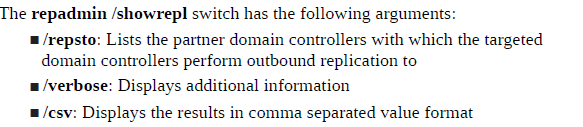 The repadmin /showrepl switch has the following arguments:
■ /repsto: Lists the partner domain controllers with which the targeted
domain controllers perform outbound replication to
■ /verbose: Displays additional information
■ /csv: Displays the results in comma separated value format